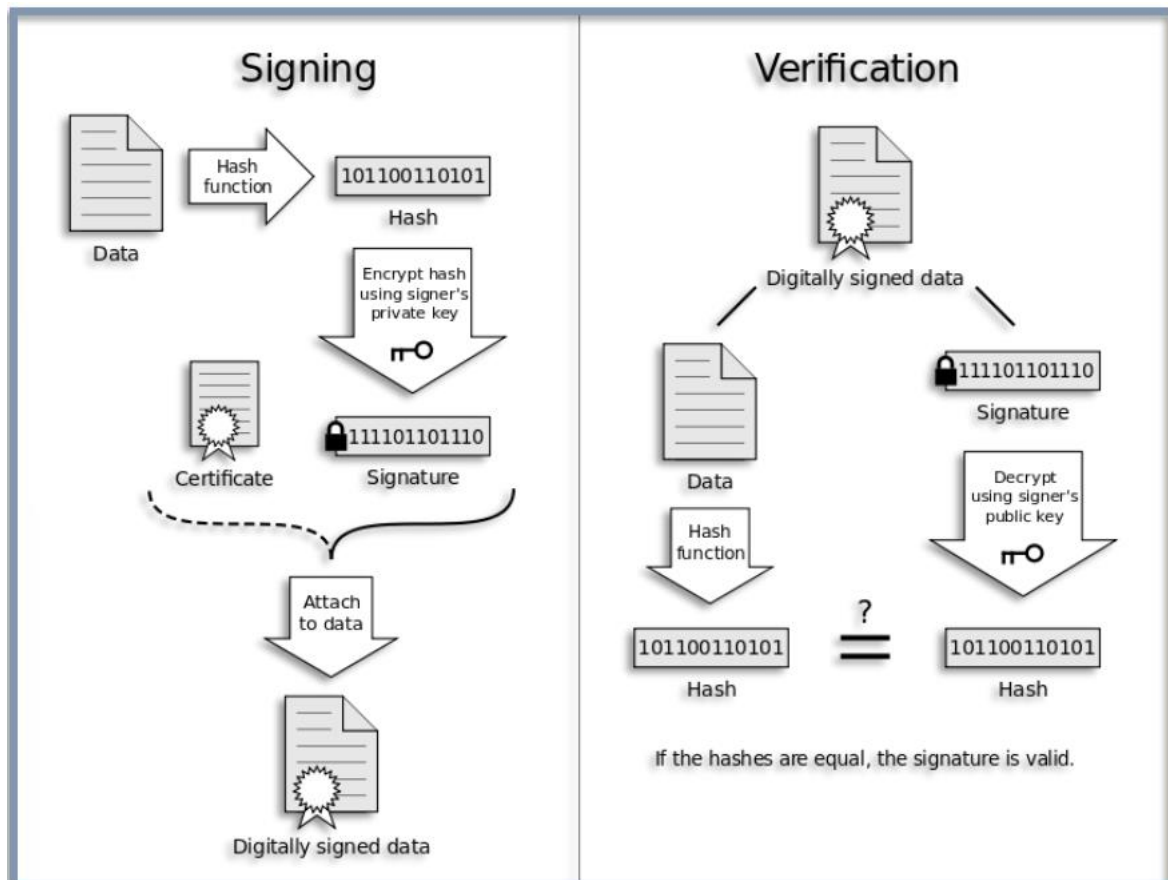 Signing
Data
Hash
function
101100110101
Hash
Encrypt hash
using signer's
private key
Certificate
111101101110
Signature
Attach
to data
Digitally signed data
Verification
Digitally signed data
Data
111101101110
Signature
Hash
function
Decrypt
using signer's
public key
101100110101
Hash
?
=
101100110101
Hash
If the hashes are equal, the signature is valid.